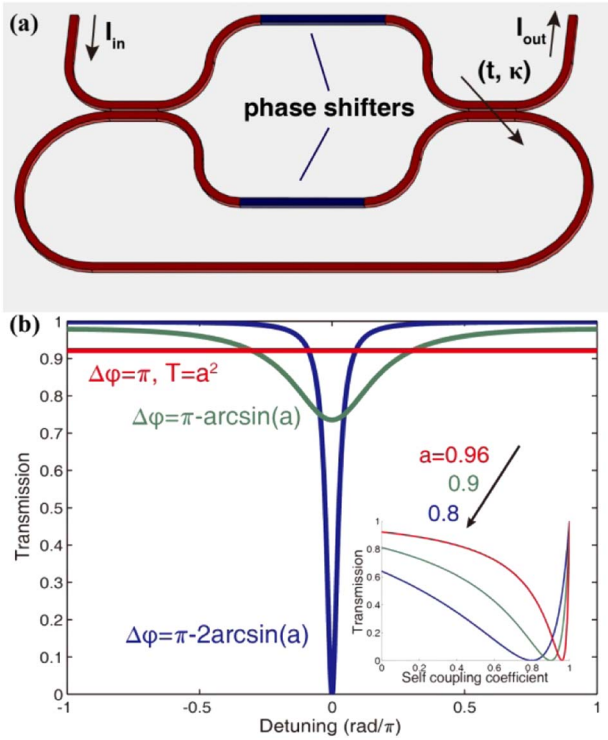 (a)
I_in
I_out
(t, κ)
phase shifters
(b)
1
0.9
0.8
0.7
0.6
0.5
0.4
0.3
0.2
0.1
0
Transmission
Δφ=π, T=a²
Δφ=π-arcsin(a)
Δφ=π-2arcsin(a)
a=0.96
0.9
0.8
1
0.8
0.6
0.4
0.2
0
Transmission
0 0.2 0.4 0.6 0.8 1
Self coupling coefficient
-1 -0.5 0 0.5 1
Detuning (rad/π)